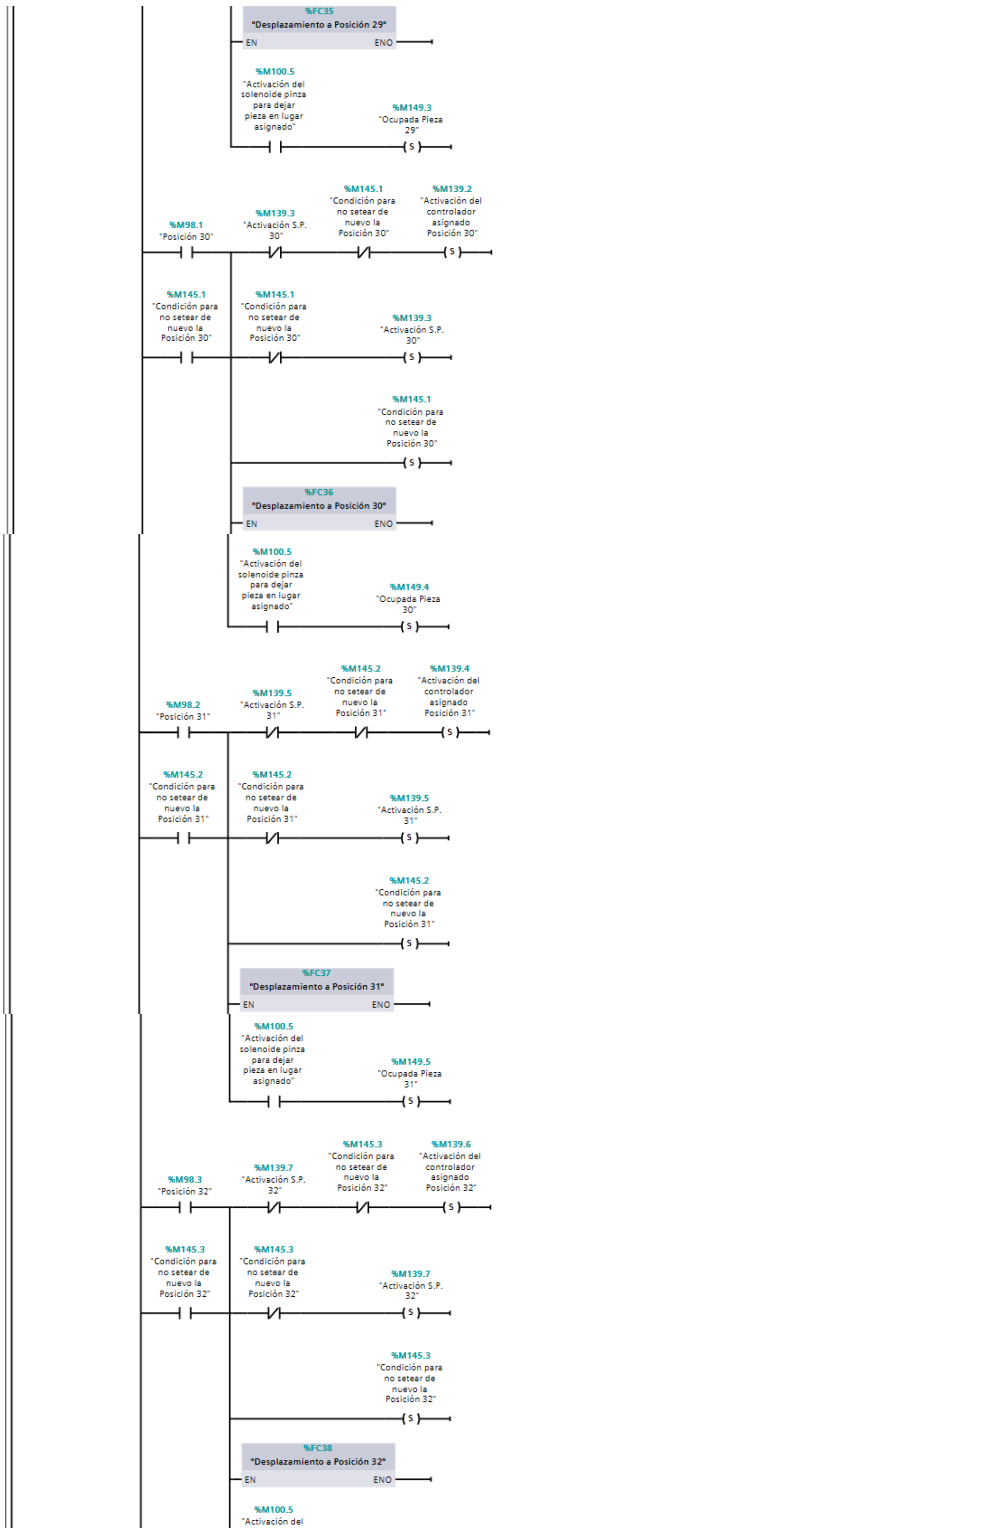 %FC35
"Desplazamiento a Posición 29"
EN ENO
%M100.5
"Activación del
solenoide pinza
para dejar
pieza en lugar
asignado"
%M149.3
"Ocupada Pieza
29"
( S )
%M98.1
"Posición 30"
%M139.3
"Activación S.P.
30"
%M145.1
"Condición para
no setear de
nuevo la
Posición 30"
%M139.2
"Activación del
controlador
asignado
Posición 30"
( S )
%M145.1
"Condición para
no setear de
nuevo la
Posición 30"
%M145.1
"Condición para
no setear de
nuevo la
Posición 30"
%M139.3
"Activación S.P.
30"
( S )
%M145.1
"Condición para
no setear de
nuevo la
Posición 30"
( S )
%FC36
"Desplazamiento a Posición 30"
EN ENO
%M100.5
"Activación del
solenoide pinza
para dejar
pieza en lugar
asignado"
%M149.4
"Ocupada Pieza
30"
( S )
%M98.2
"Posición 31"
%M139.5
"Activación S.P.
31"
%M145.2
"Condición para
no setear de
nuevo la
Posición 31"
%M139.4
"Activación del
controlador
asignado
Posición 31"
( S )
%M145.2
"Condición para
no setear de
nuevo la
Posición 31"
%M145.2
"Condición para
no setear de
nuevo la
Posición 31"
%M139.5
"Activación S.P.
31"
( S )
%M145.2
"Condición para
no setear de
nuevo la
Posición 31"
( S )
%FC37
"Desplazamiento a Posición 31"
EN ENO
%M100.5
"Activación del
solenoide pinza
para dejar
pieza en lugar
asignado"
%M149.5
"Ocupada Pieza
31"
( S )
%M98.3
"Posición 32"
%M139.7
"Activación S.P.
32"
%M145.3
"Condición para
no setear de
nuevo la
Posición 32"
%M139.6
"Activación del
controlador
asignado
Posición 32"
( S )
%M145.3
"Condición para
no setear de
nuevo la
Posición 32"
%M145.3
"Condición para
no setear de
nuevo la
Posición 32"
%M139.7
"Activación S.P.
32"
( S )
%M145.3
"Condición para
no setear de
nuevo la
Posición 32"
( S )
%FC38
"Desplazamiento a Posición 32"
EN ENO
%M100.5
"Activación del